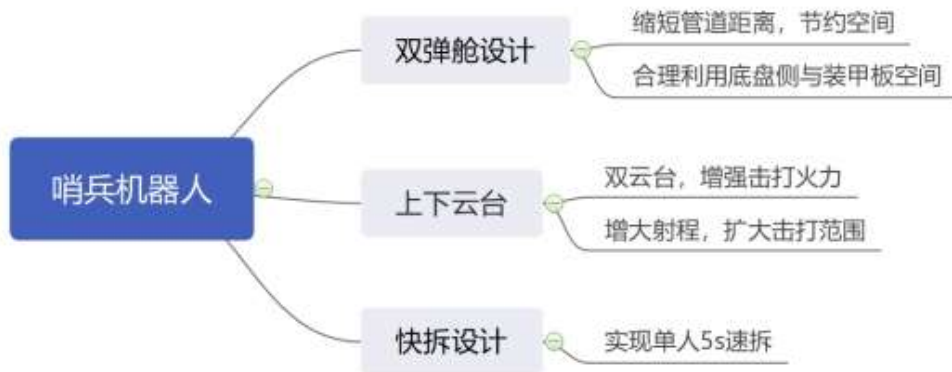 哨兵机器人
双弹舱设计
缩短管道距离，节约空间
合理利用底盘侧与装甲板空间
上下云台
双云台，增强击打火力
增大射程，扩大击打范围
快拆设计
实现单人5s速拆